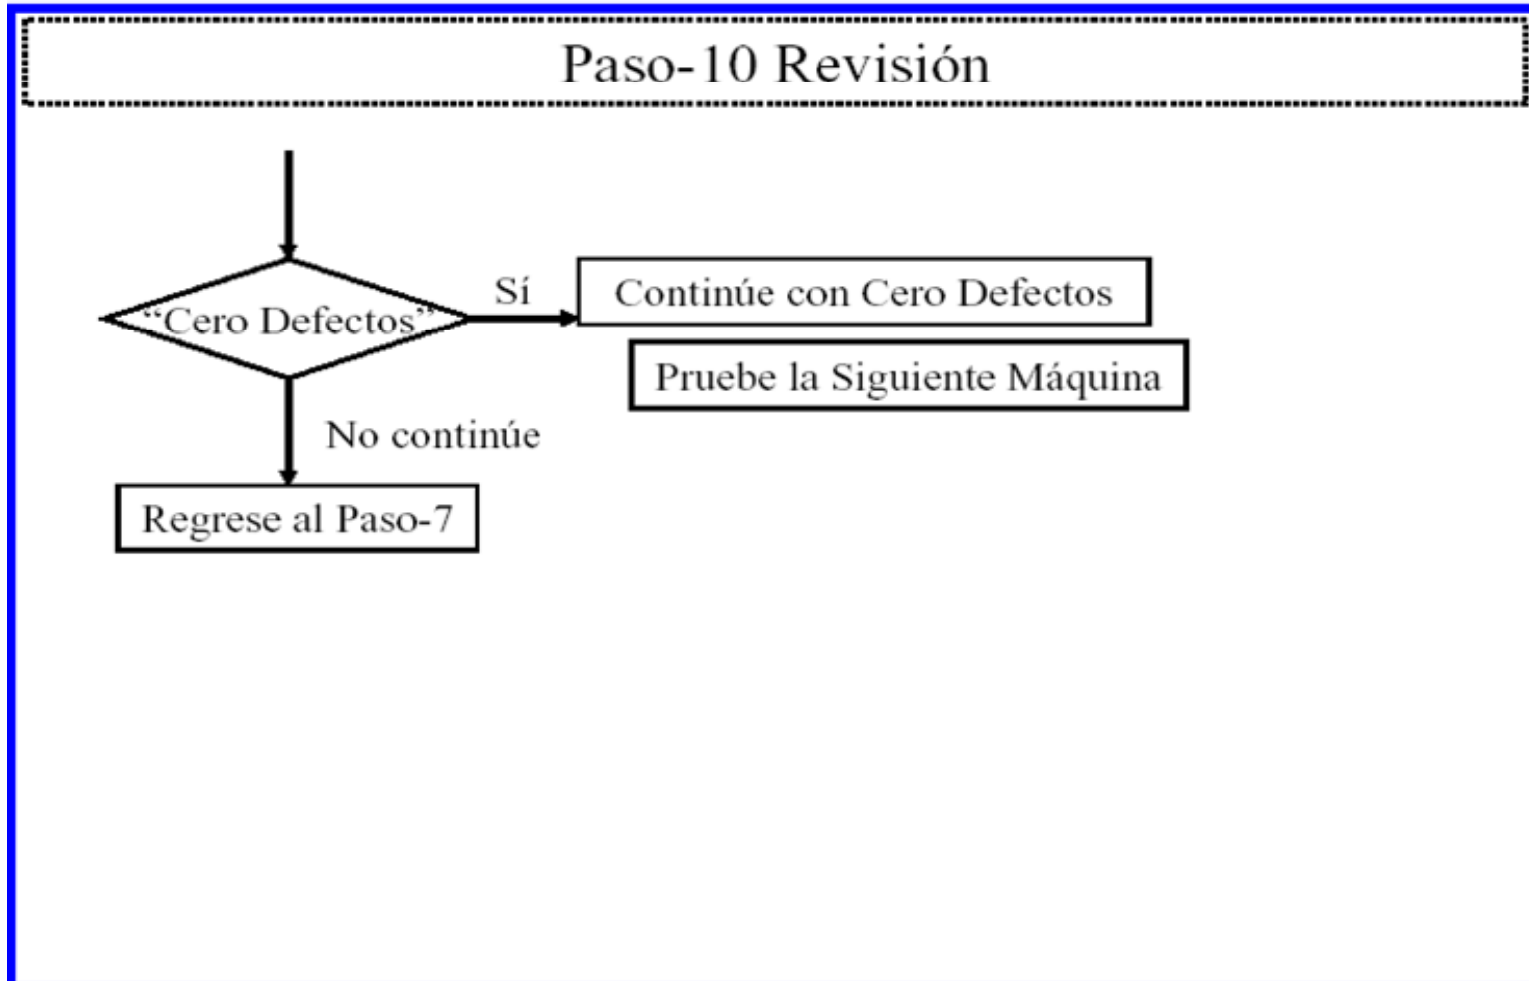 Paso-10 Revisión
“Cero Defectos”
Sí
Continúe con Cero Defectos
Pruebe la Siguiente Máquina
No continúe
Regrese al Paso-7